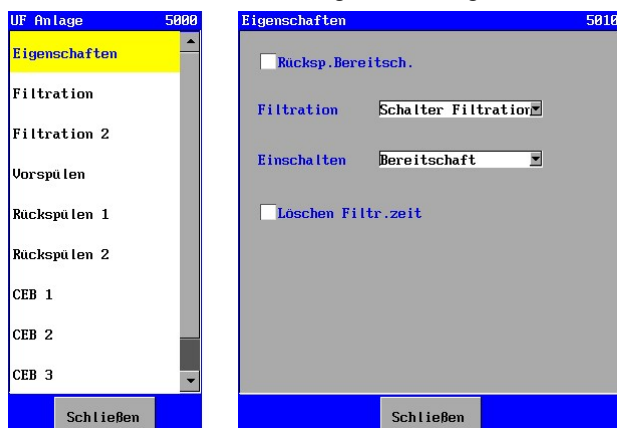 UF Anlage 5000
Eigenschaften
Filtration
Filtration 2
Vorspülen
Rückspülen 1
Rückspülen 2
CEB 1
CEB 2
CEB 3
Schließen
Eigenschaften 5010
Rücksp.Bereitsch.
Filtration Schalter Filtration
Einschalten Bereitschaft
Löschen Filtr.zeit
Schließen